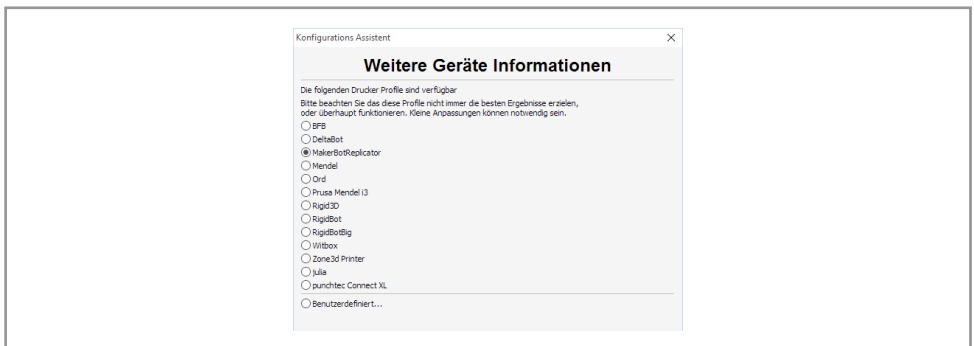 Konfigurations Assistent
Weitere Geräte Informationen
Die folgenden Drucker Profile sind verfügbar
Bitte beachten Sie das diese Profile nicht immer die besten Ergebnisse erzielen,
oder überhaupt funktionieren. Kleine Anpassungen können notwendig sein.
BFB
DeltaBot
MakerBotReplicator
Mendel
Ord
Prusa Mendel i3
Rigid3D
RigidBot
RigidBotBig
Witbox
Zone3d Printer
julia
punchtec Connect XL
Benutzerdefiniert...